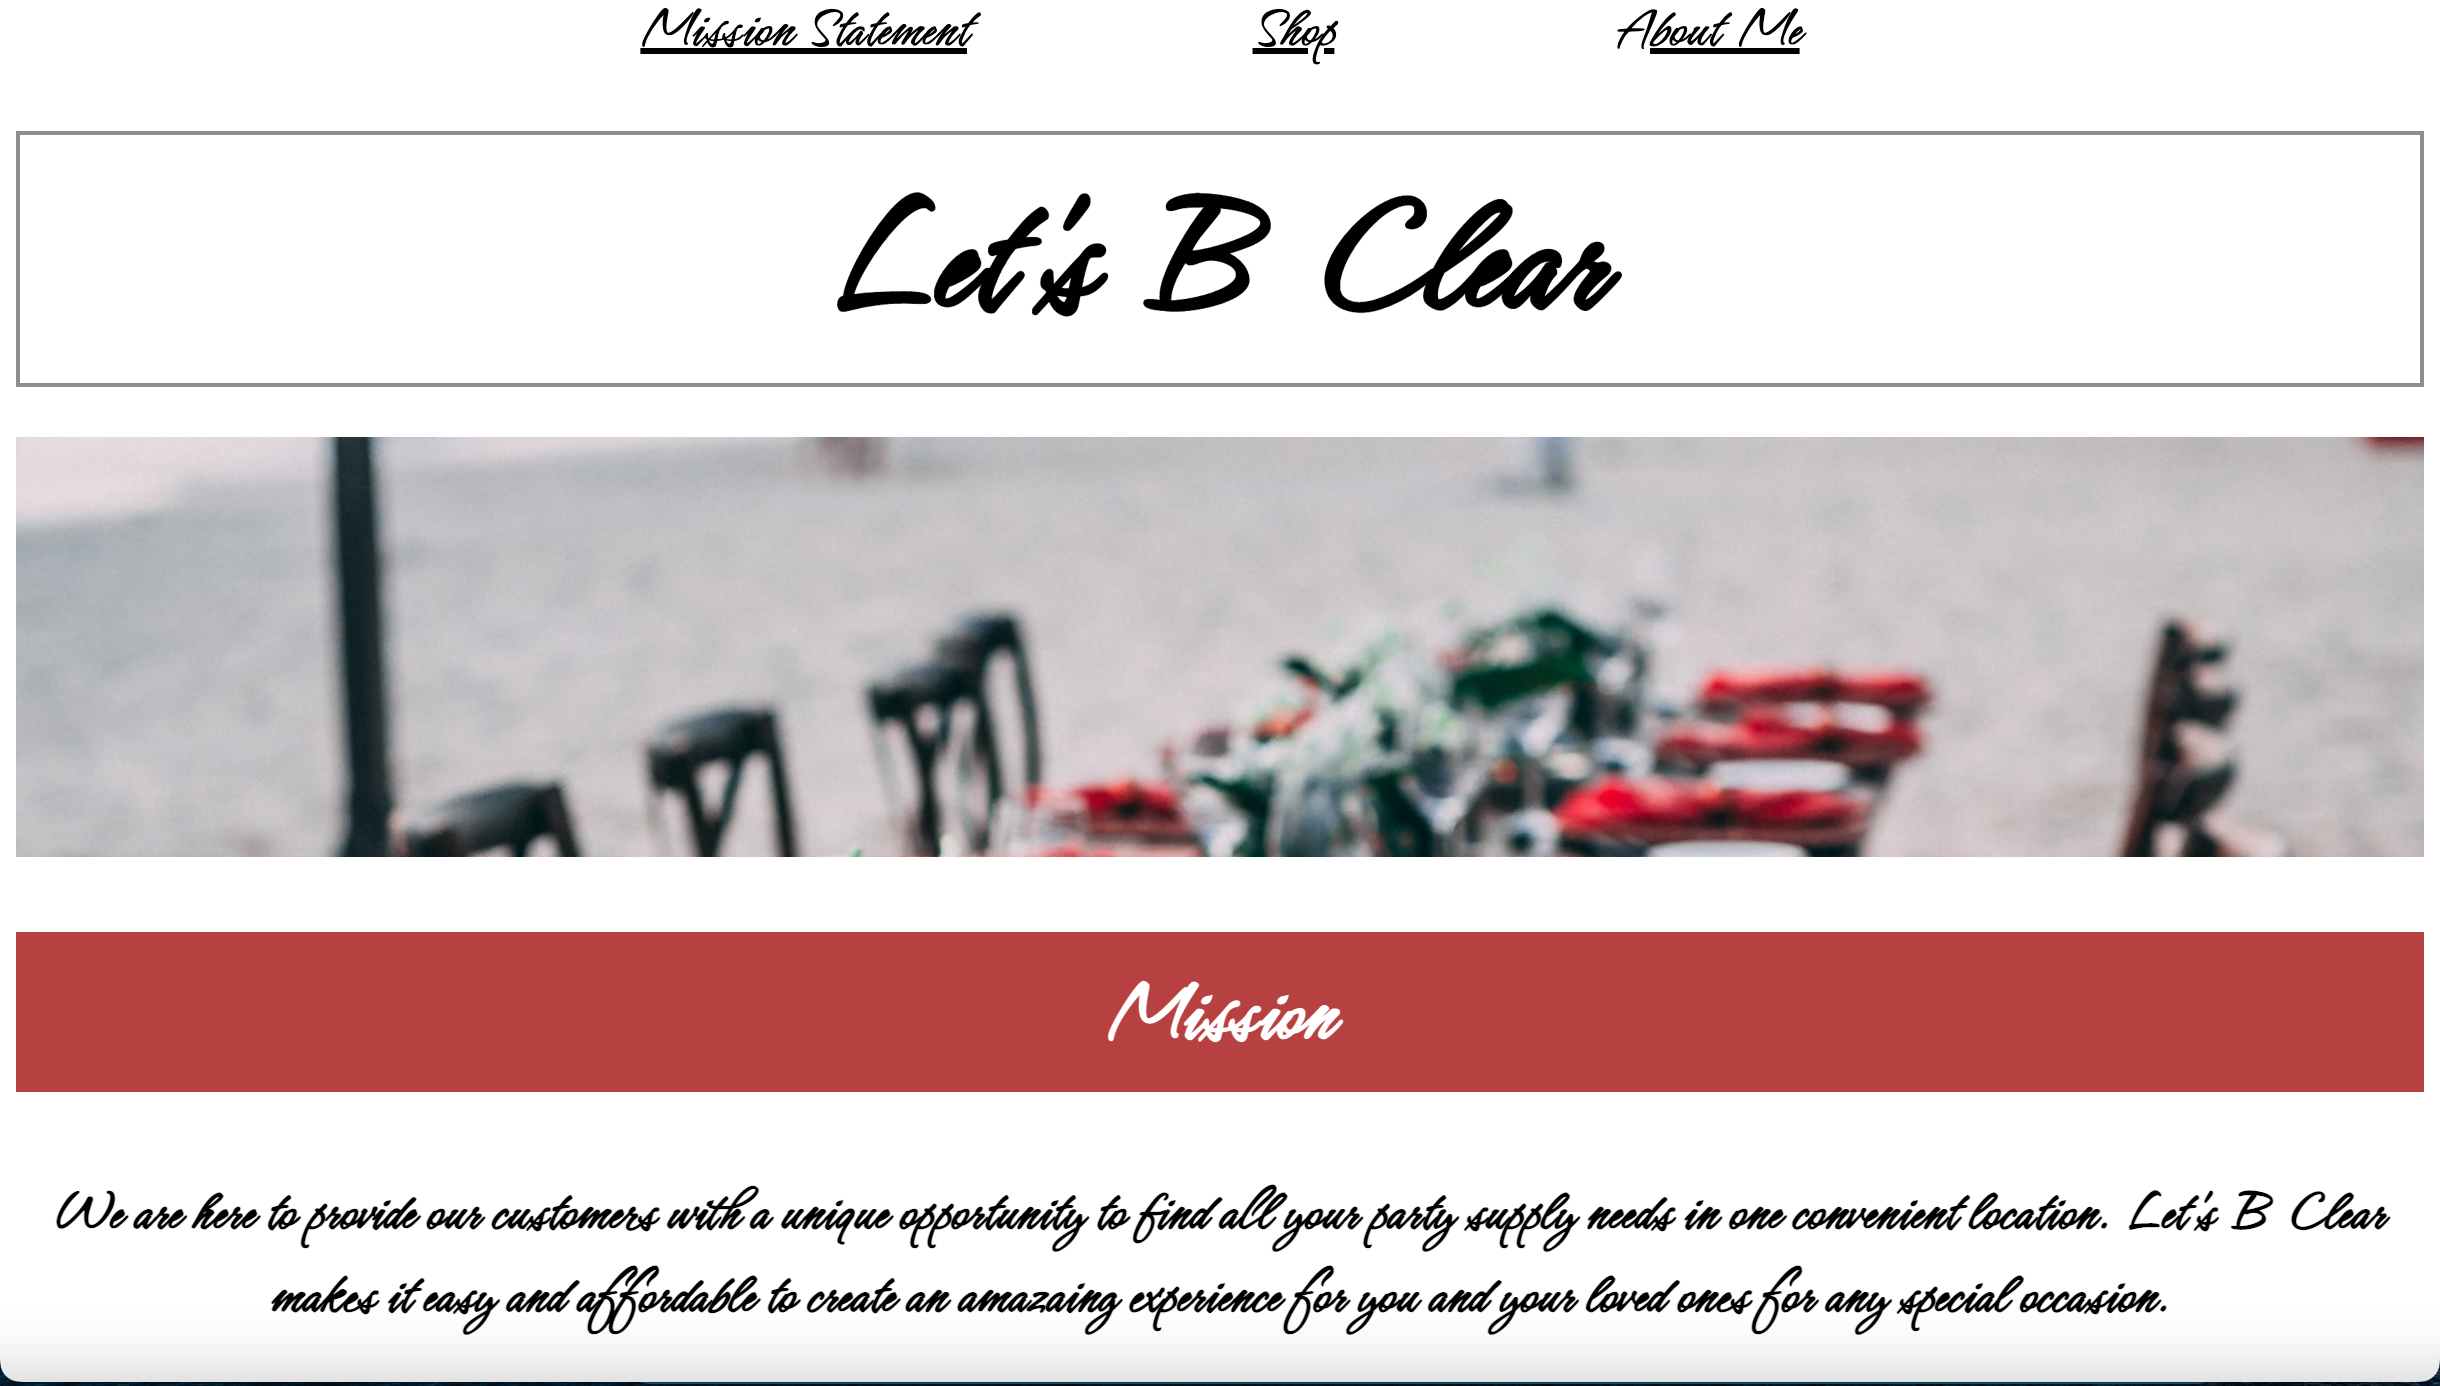 Mission Statement Shop About Me
Let's B Clear
Mission
We are here to provide our customers with a unique opportunity to find all your party supply needs in one convenient location. Let's B Clear
makes it easy and affordable to create an amazaing experience for you and your loved ones for any special occasion.